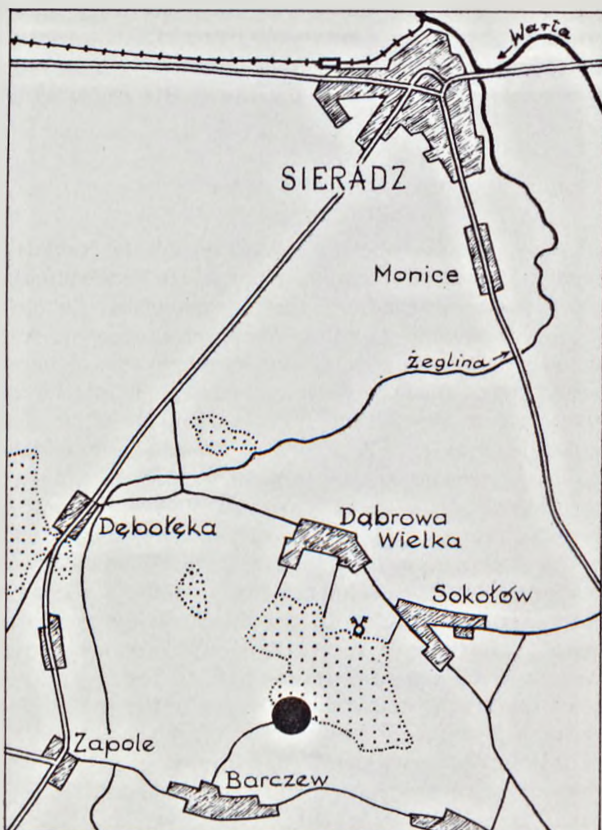 Warta
SIERADZ
Monice
Żeglina
Dębołęka
Dąbrowa
Wielka
Sokołów
Zapole
Barczew